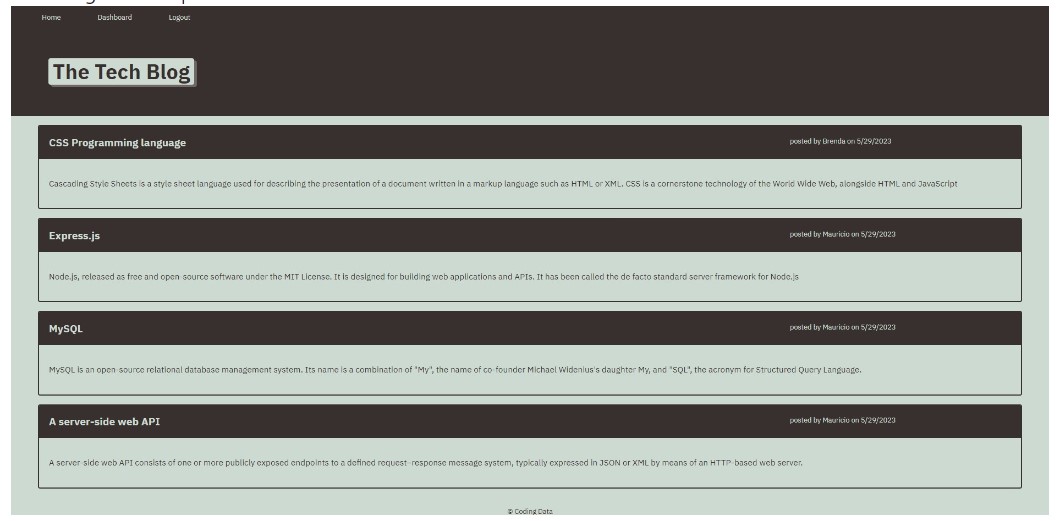 Home Dashboard Logout
The Tech Blog
CSS Programming language posted by Brenda on 5/29/2023
Cascading Style Sheets is a style sheet language used for describing the presentation of a document written in a markup language such as HTML or XML. CSS is a cornerstone technology of the World Wide Web, alongside HTML and JavaScript
Express.js posted by Mauricio on 5/29/2023
Node.js, released as free and open-source software under the MIT License. It is designed for building web applications and APIs. It has been called the de facto standard server framework for Node.js
MySQL posted by Mauricio on 5/29/2023
MySQL is an open-source relational database management system. Its name is a combination of "My", the name of co-founder Michael Widenius's daughter My, and "SQL", the acronym for Structured Query Language.
A server-side web API posted by Mauricio on 5/29/2023
A server-side web API consists of one or more publicly exposed endpoints to a defined request–response message system, typically expressed in JSON or XML by means of an HTTP-based web server.
© Coding Data